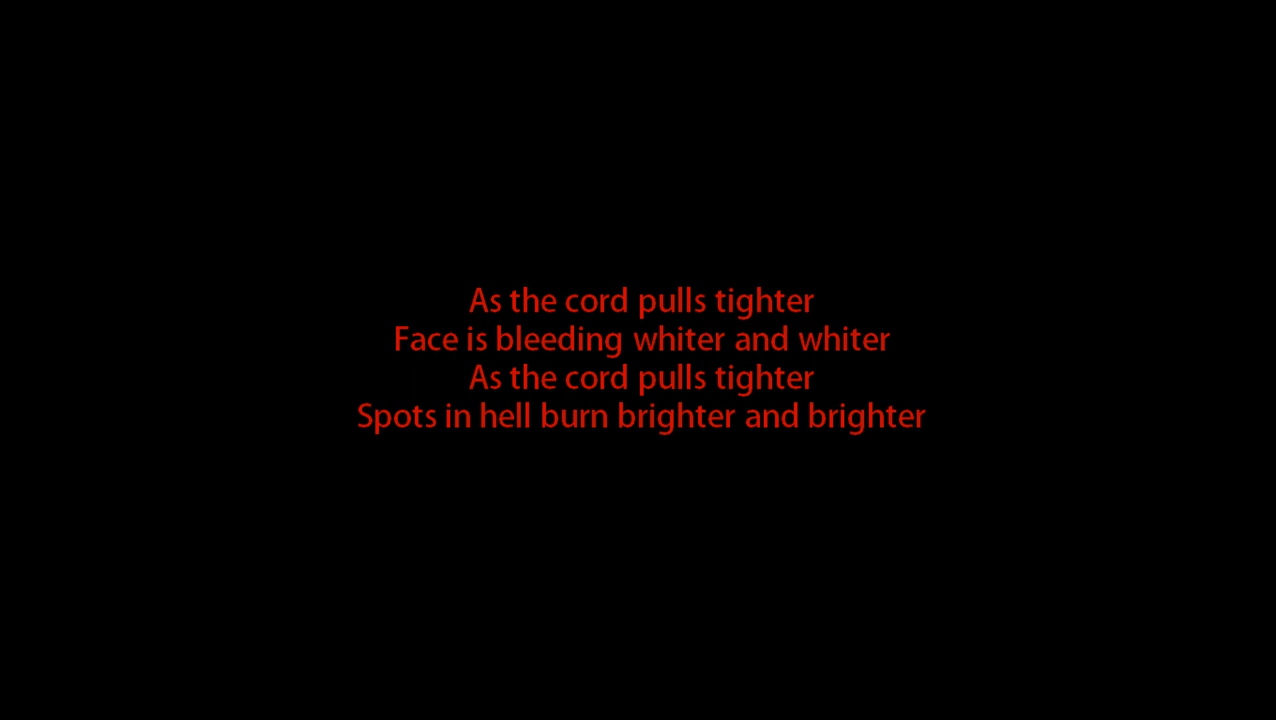 As the cord pulls tighter
Face is bleeding whiter and whiter
As the cord pulls tighter
Spots in hell burn brighter and brighter